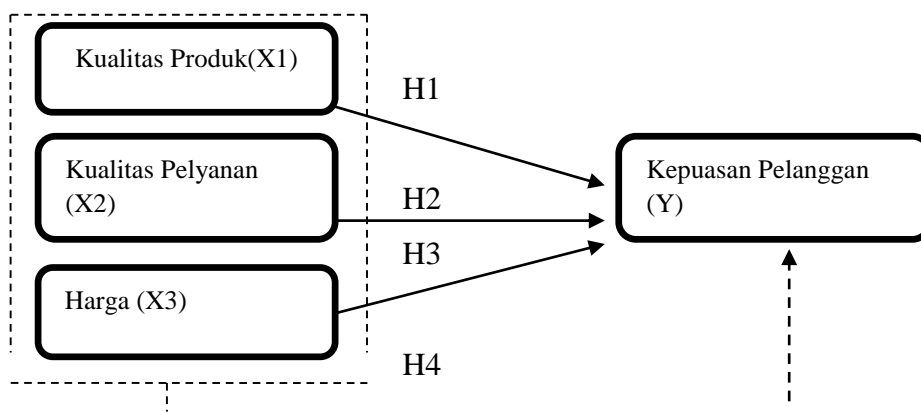 Kualitas Produk(X1)
H1
Kualitas Pelyanan
(X2)
H2
Kepuasan Pelanggan
(Y)
H3
Harga (X3)
H4